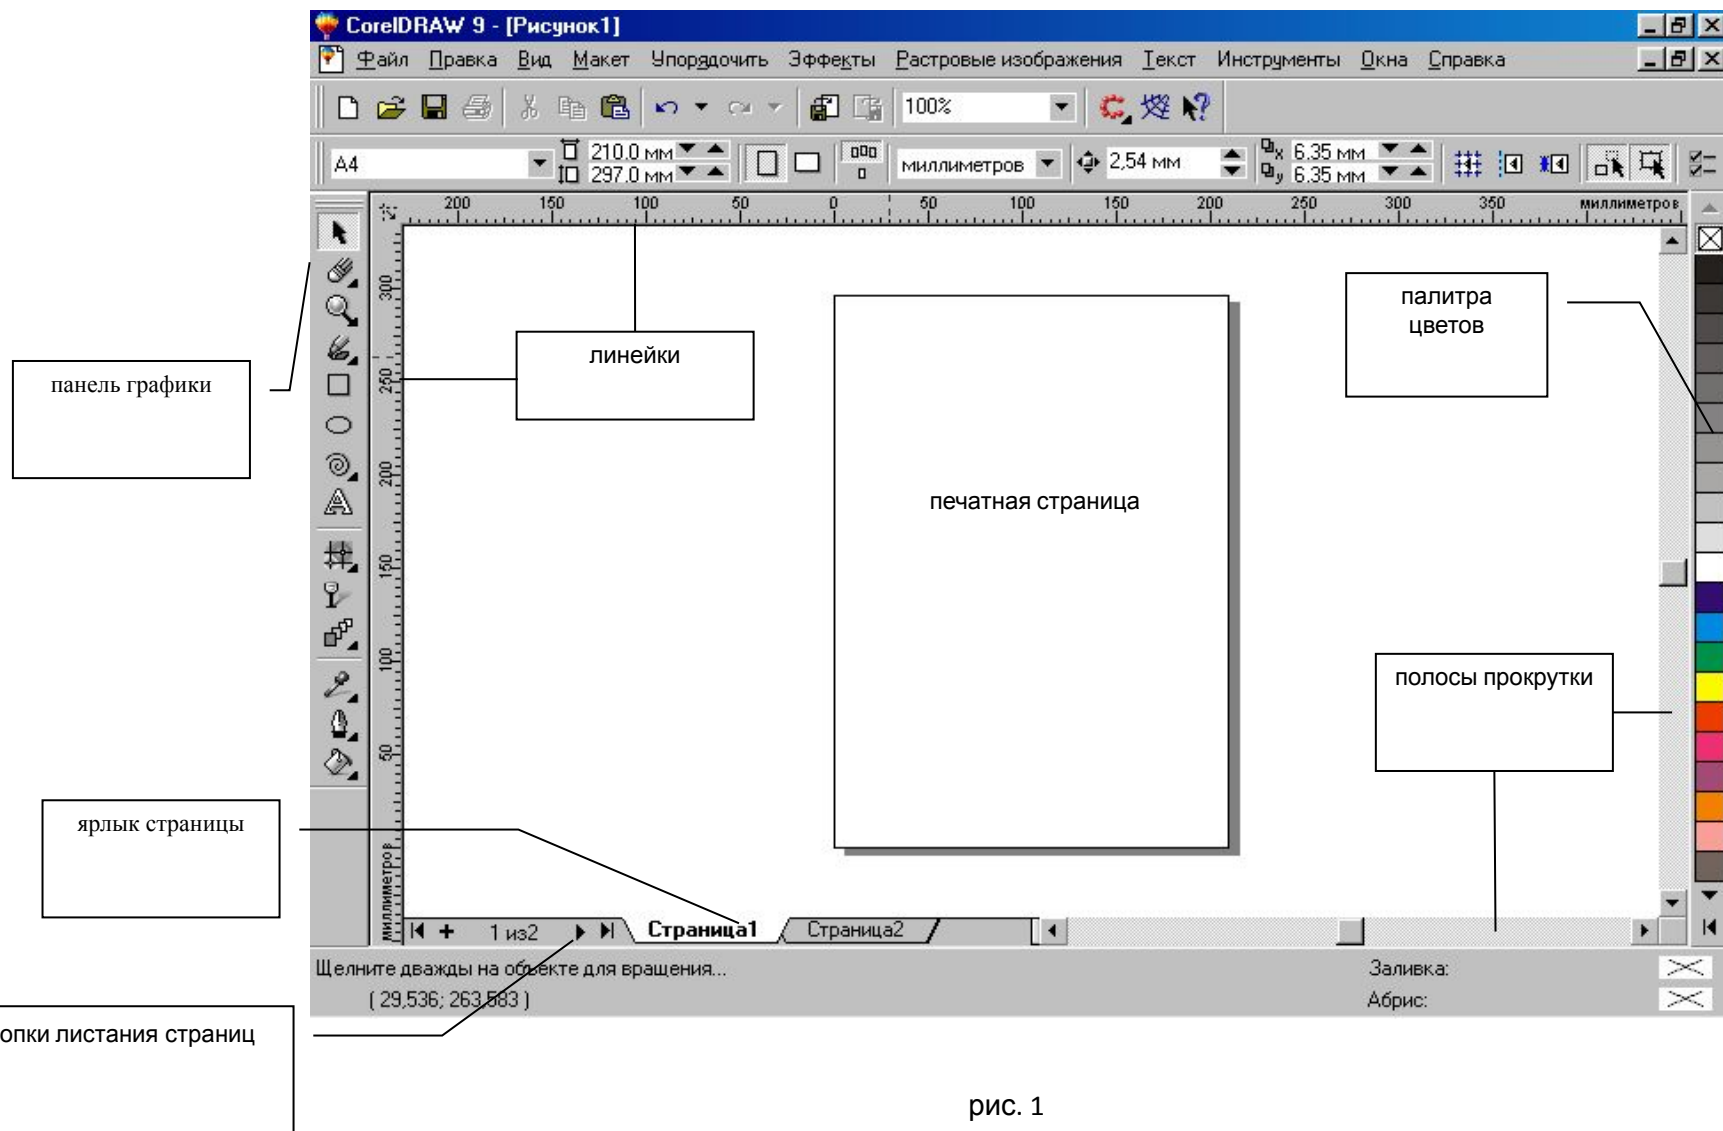 CorelDRAW 9 - [Рисунок1]
Файл Правка Вид Макет Упорядочить Эффекты Растровые изображения Текст Инструменты Окна Справка
100%
A4
210.0 мм
297.0 мм
миллиметров
2,54 мм
x 6.35 мм
y 6.35 мм
200 150 100 50 0 50 100 150 200 250 300 350 миллиметров
300
250
200
150
100
50
миллиметров
палитра
цветов
линейки
панель графики
печатная страница
полосы прокрутки
ярлык страницы
1 из2
Страница1
Страница2
Щелните дважды на объекте для вращения...
( 29,536; 263,583 )
Заливка:
Абрис:
опки листания страниц
рис. 1